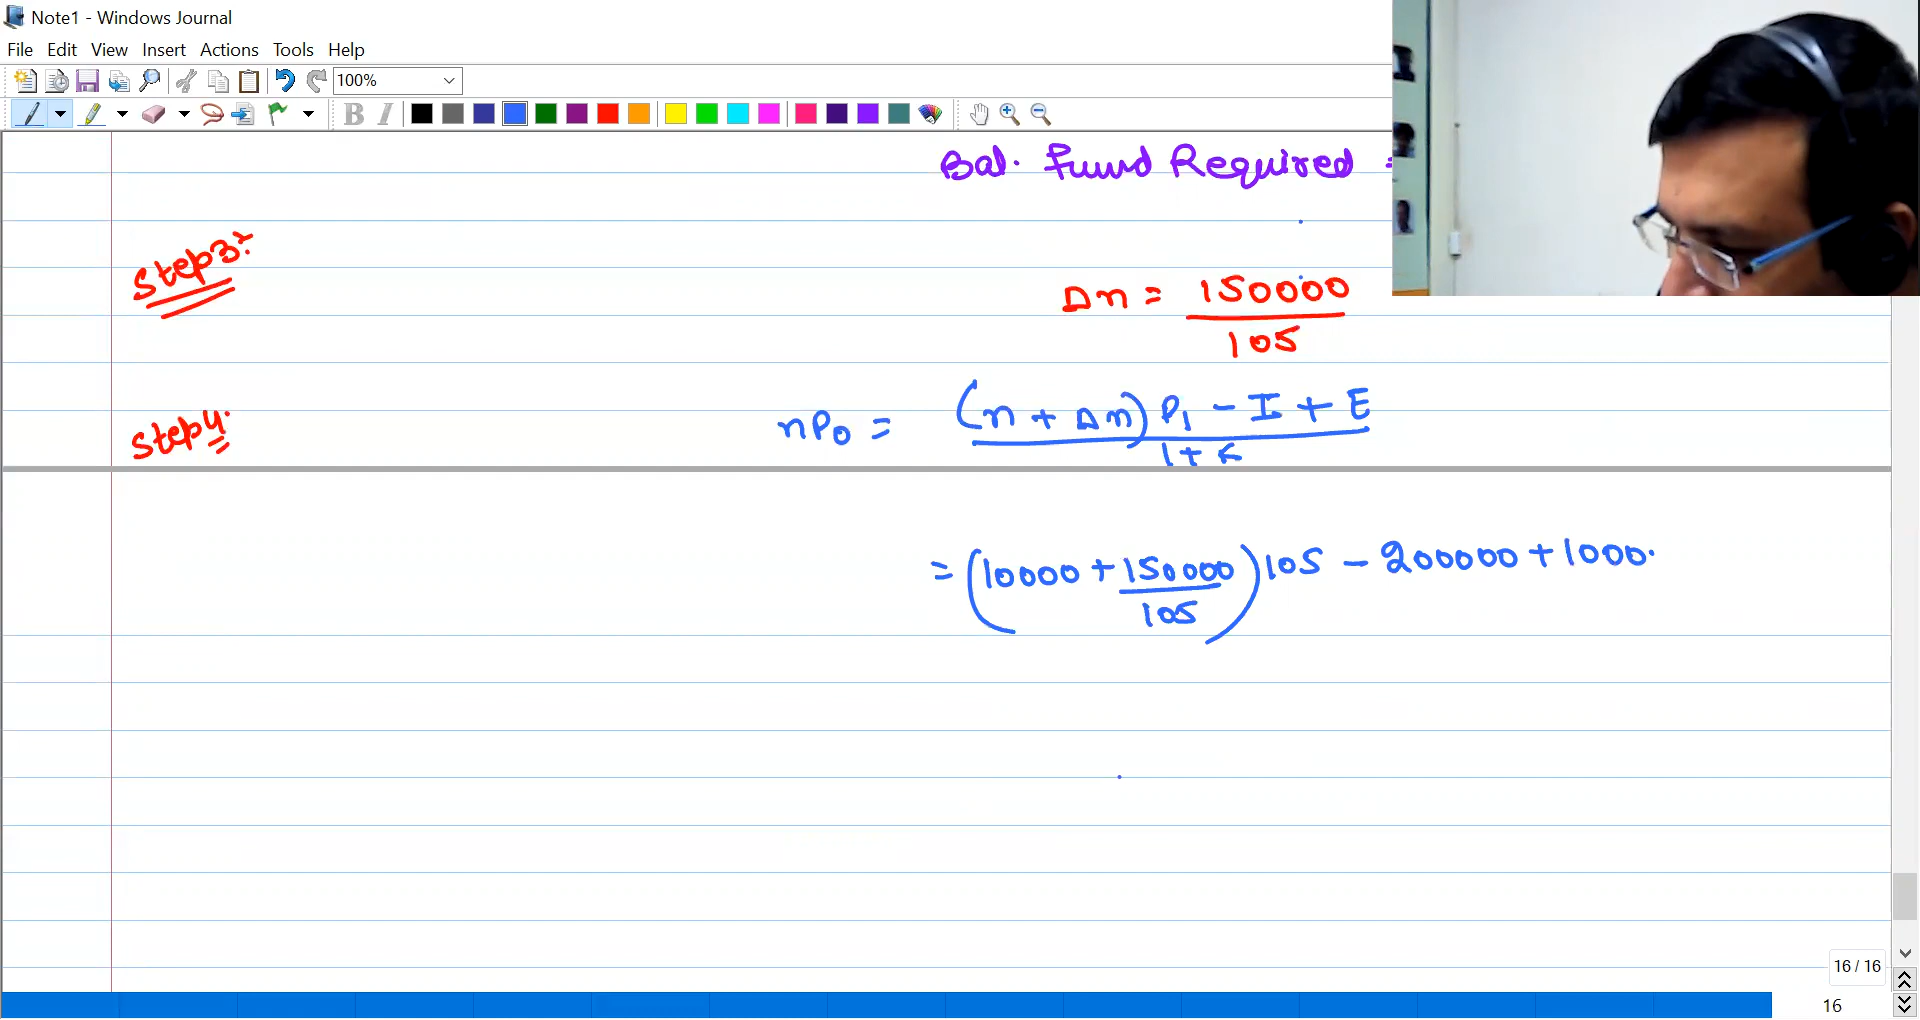 Note1 - Windows Journal
File Edit View Insert Actions Tools Help
100%
B I
Bal. Fund Required =
Step3:
Δn = 150000
105
Step4.
nP0 = (n + Δn) P1 - I + E
1 + K
= (10000 + 150000) 105 - 200000 + 1000.
105
16 / 16
16